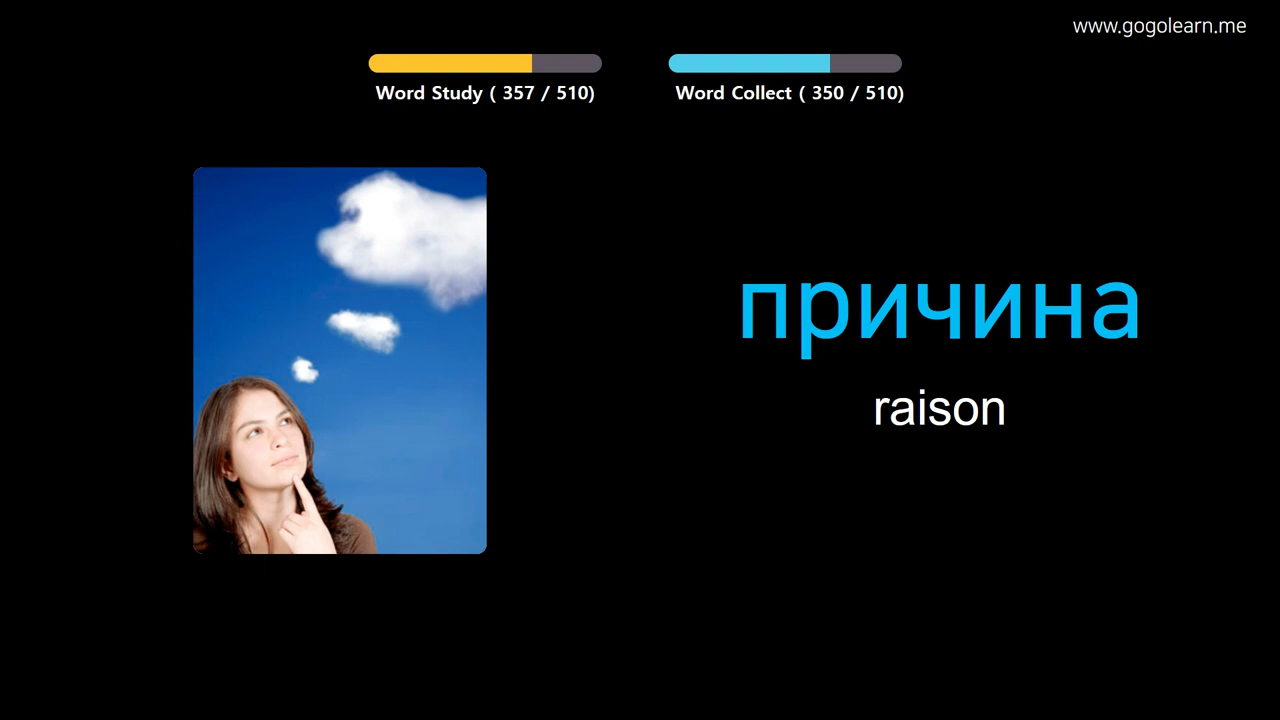 www.gogolearn.me
Word Study ( 357 / 510)
Word Collect ( 350 / 510)
причина
raison